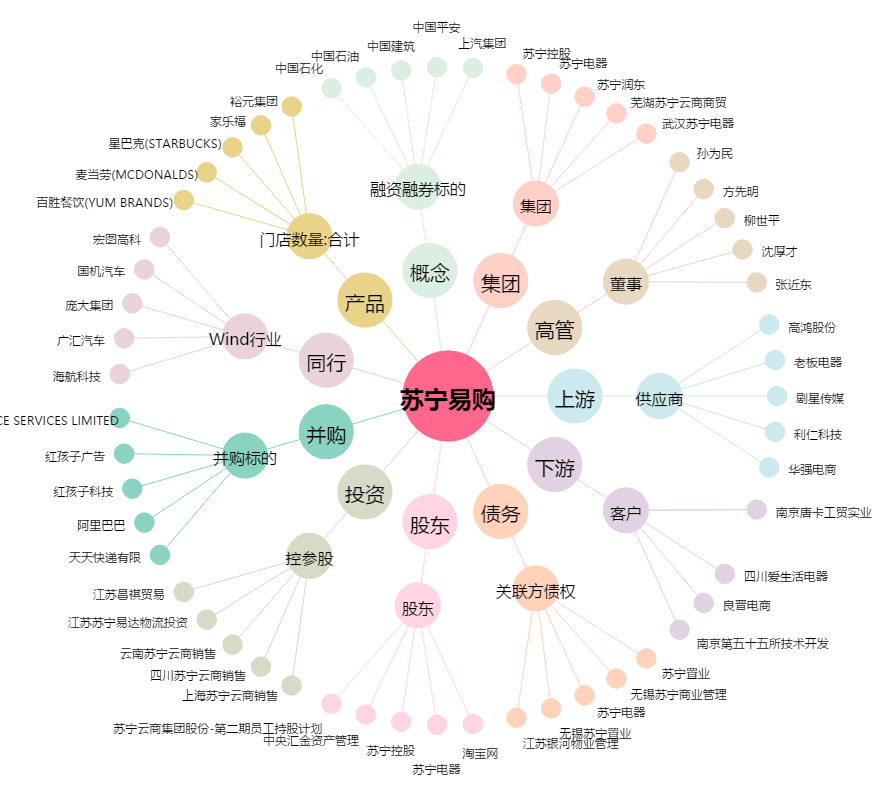 苏宁易购
概念
融资融券标的
中国石化
中国石油
中国建筑
中国平安
上汽集团
集团
集团
苏宁控股
苏宁电器
苏宁润东
芜湖苏宁云商商贸
武汉苏宁电器
高管
董事
孙为民
方先明
柳世平
沈厚才
张近东
上游
供应商
高鸿股份
老板电器
剧星传媒
利仁科技
华强电商
下游
客户
南京唐卡工贸实业
四川爱生活电器
良晋电商
南京第五十五所技术开发
债务
关联方债权
苏宁置业
无锡苏宁商业管理
苏宁电器
无锡苏宁置业
江苏银河物业管理
股东
股东
淘宝网
苏宁电器
苏宁控股
中央汇金资产管理
苏宁云商集团股份-第二期员工持股计划
投资
控参股
上海苏宁云商销售
四川苏宁云商销售
云南苏宁云商销售
江苏苏宁易达物流投资
江苏昌祺贸易
并购
并购标的
天天快递有限
阿里巴巴
红孩子科技
红孩子广告
CE SERVICES LIMITED
同行
Wind行业
海航科技
广汇汽车
庞大集团
国机汽车
宏图高科
产品
门店数量:合计
百胜餐饮(YUM BRANDS)
麦当劳(MCDONALDS)
星巴克(STARBUCKS)
家乐福
裕元集团